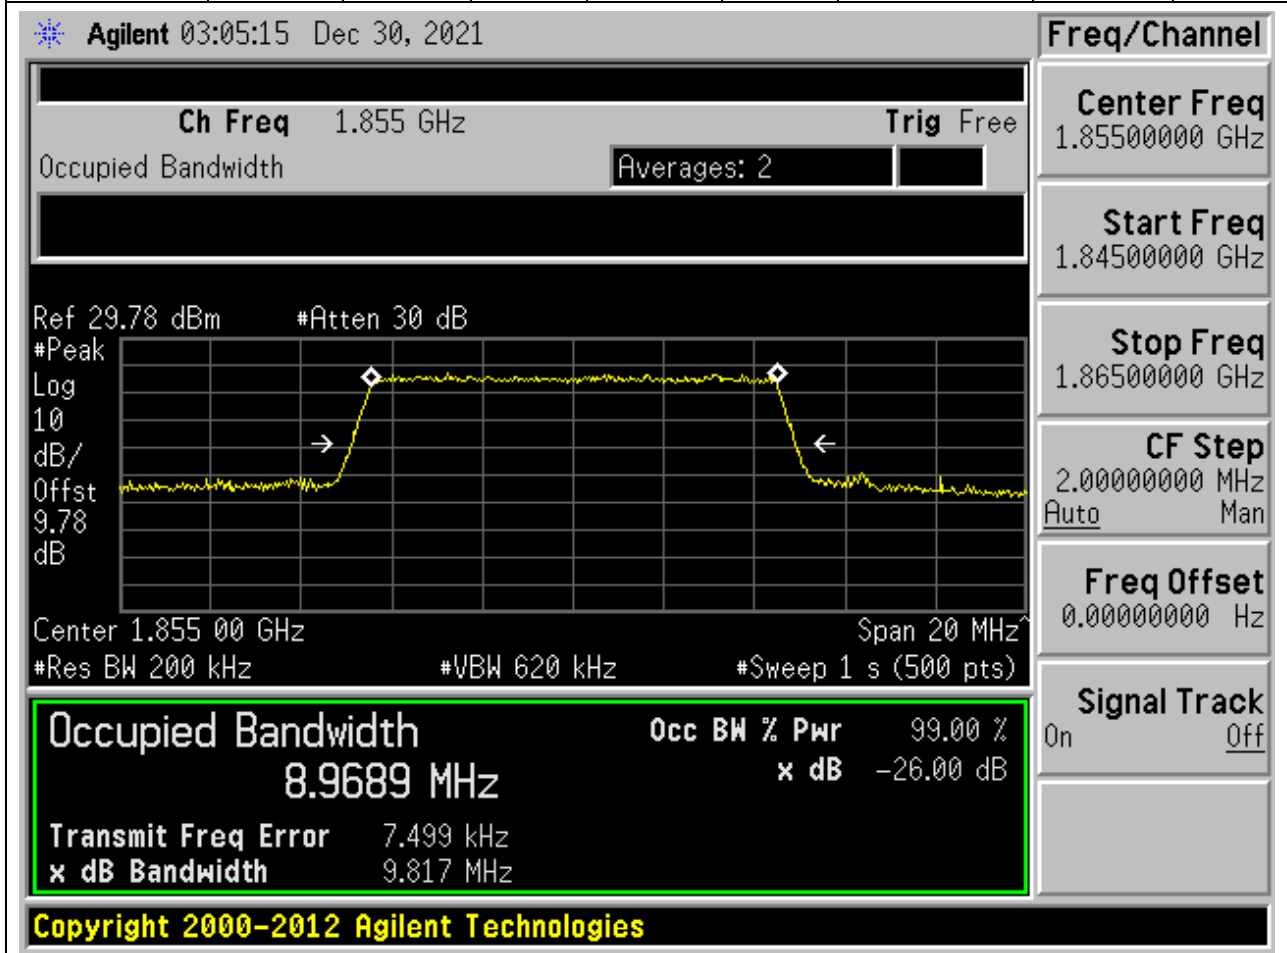 Agilent 03:05:15 Dec 30, 2021
Freq/Channel
Ch Freq 1.855 GHz Trig Free
Occupied Bandwidth Averages: 2
Center Freq
1.85500000 GHz
Start Freq
1.84500000 GHz
Stop Freq
1.86500000 GHz
CF Step
2.00000000 MHz
Auto Man
Freq Offset
0.00000000 Hz
Signal Track
On Off
Ref 29.78 dBm #Atten 30 dB
#Peak
Log
10
dB/
Offst
9.78
dB
Center 1.855 00 GHz Span 20 MHz^
#Res BW 200 kHz #VBW 620 kHz #Sweep 1 s (500 pts)
Occupied Bandwidth Occ BW % Pwr 99.00 %
8.9689 MHz x dB -26.00 dB
Transmit Freq Error 7.499 kHz
x dB Bandwidth 9.817 MHz
Copyright 2000-2012 Agilent Technologies